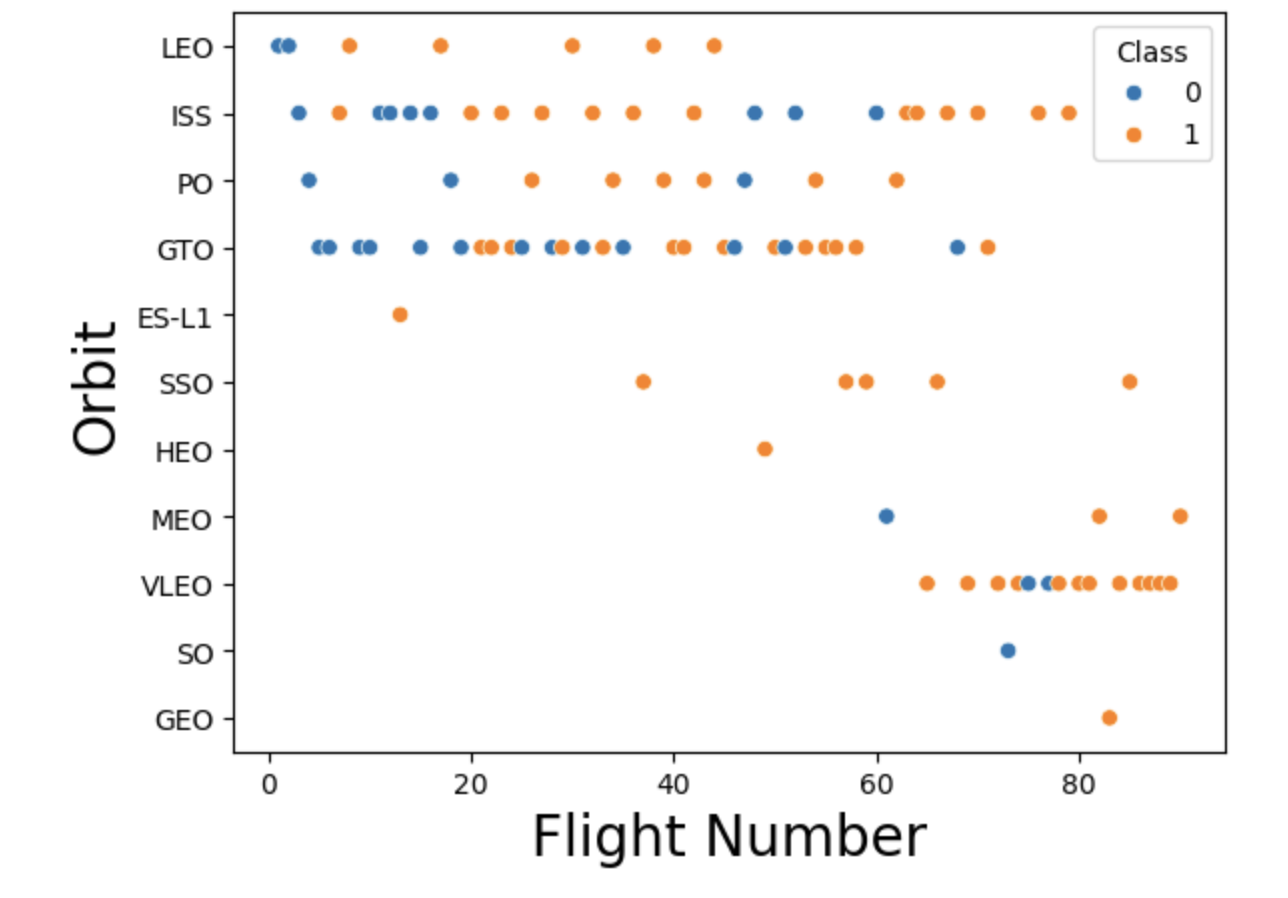 LEO
ISS
PO
GTO
ES-L1
SSO
HEO
MEO
VLEO
SO
GEO
Orbit
Class
0
1
0 20 40 60 80
Flight Number